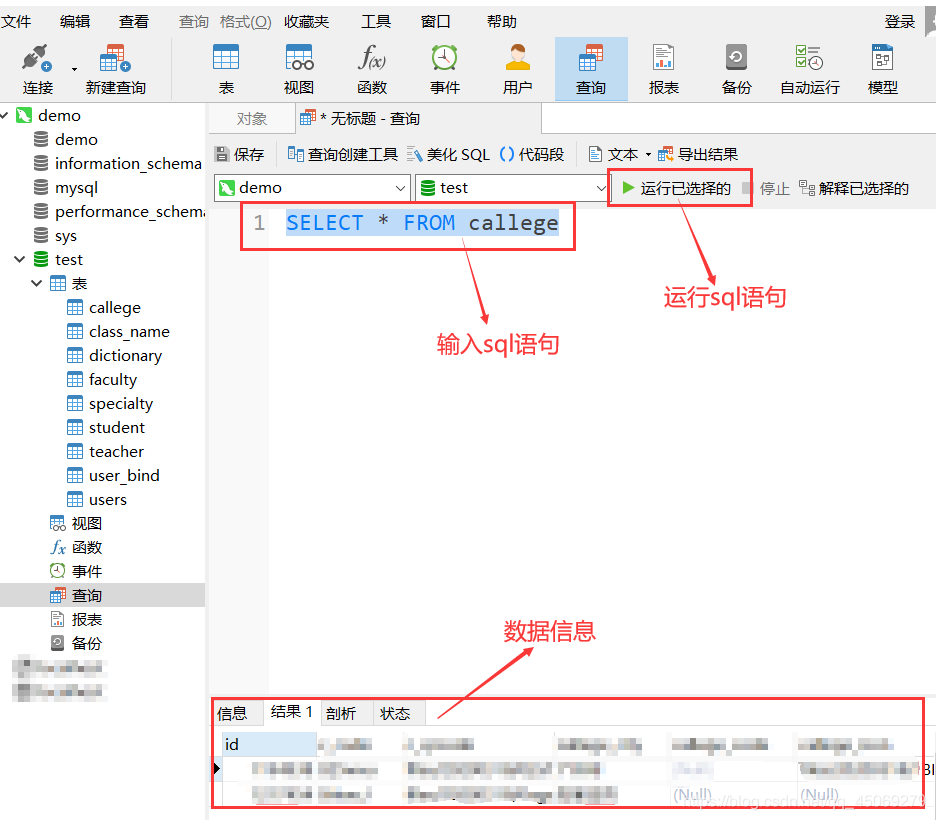 文件 编辑 查看 查询 格式(O) 收藏夹 工具 窗口 帮助 登录
连接 新建查询 表 视图 函数 事件 用户 查询 报表 备份 自动运行 模型
demo
demo
information_schema
mysql
performance_schema
sys
test
表
callege
class_name
dictionary
faculty
specialty
student
teacher
user_bind
users
视图
函数
事件
查询
报表
备份
对象 * 无标题 - 查询
保存 查询创建工具 美化 SQL () 代码段 文本 导出结果
demo test 运行已选择的 停止 解释已选择的
1 SELECT * FROM callege
运行sql语句
输入sql语句
数据信息
信息 结果 1 剖析 状态
id
(Null) (Null)